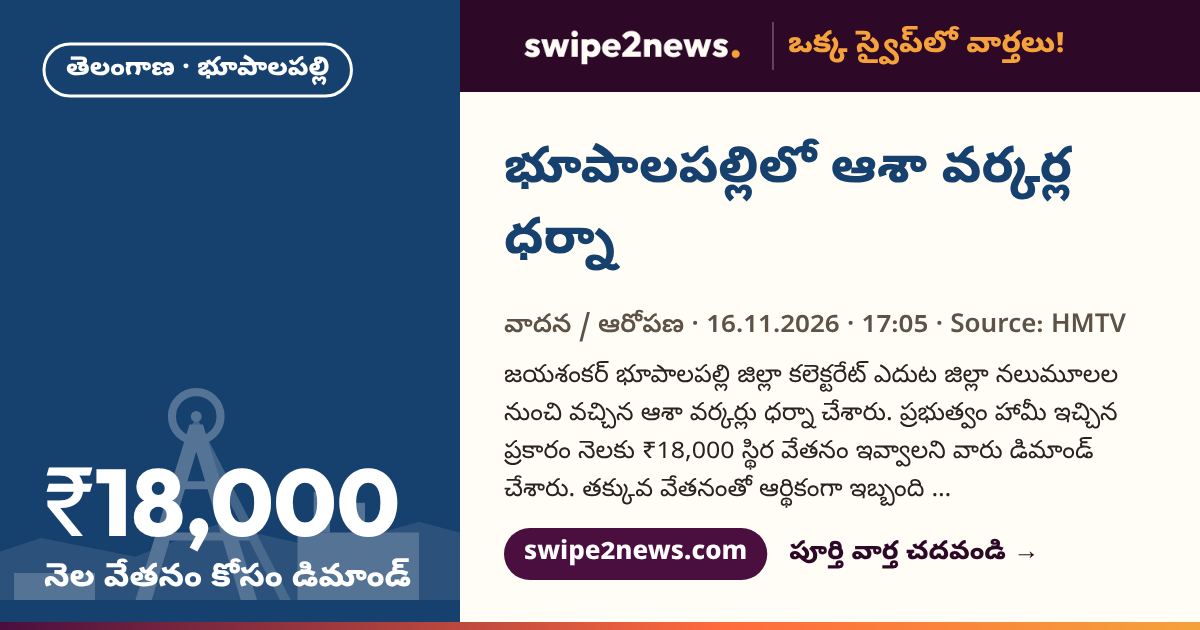 తెలంగాణ · భూపాలపల్లి
₹18,000
నెల వేతనం కోసం డిమాండ్
swipe2news.
ఒక్క స్వైప్‌లో వార్తలు!
భూపాలపల్లిలో ఆశా వర్కర్ల
ధర్నా
వాదన / ఆరోపణ · 16.11.2026 · 17:05 · Source: HMTV
జయశంకర్ భూపాలపల్లి జిల్లా కలెక్టరేట్ ఎదుట జిల్లా నలుమూలల
నుంచి వచ్చిన ఆశా వర్కర్లు ధర్నా చేశారు. ప్రభుత్వం హామీ ఇచ్చిన
ప్రకారం నెలకు ₹18,000 స్థిర వేతనం ఇవ్వాలని వారు డిమాండ్
చేశారు. తక్కువ వేతనంతో ఆర్థికంగా ఇబ్బంది ...
swipe2news.com
పూర్తి వార్త చదవండి →